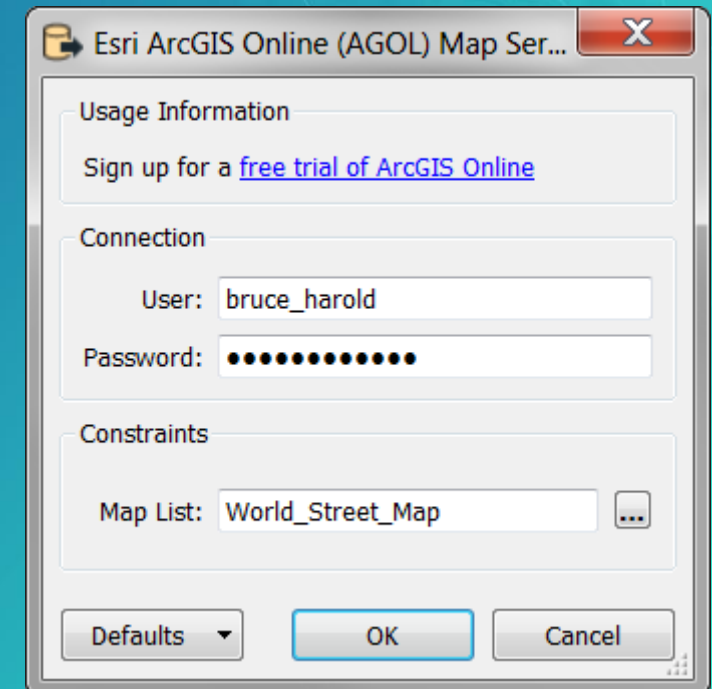 Esri ArcGIS Online (AGOL) Map Ser...
Usage Information
Sign up for a free trial of ArcGIS Online
Connection
User: bruce_harold
Password: ●●●●●●●●●●●●
Constraints
Map List: World_Street_Map ...
Defaults OK Cancel